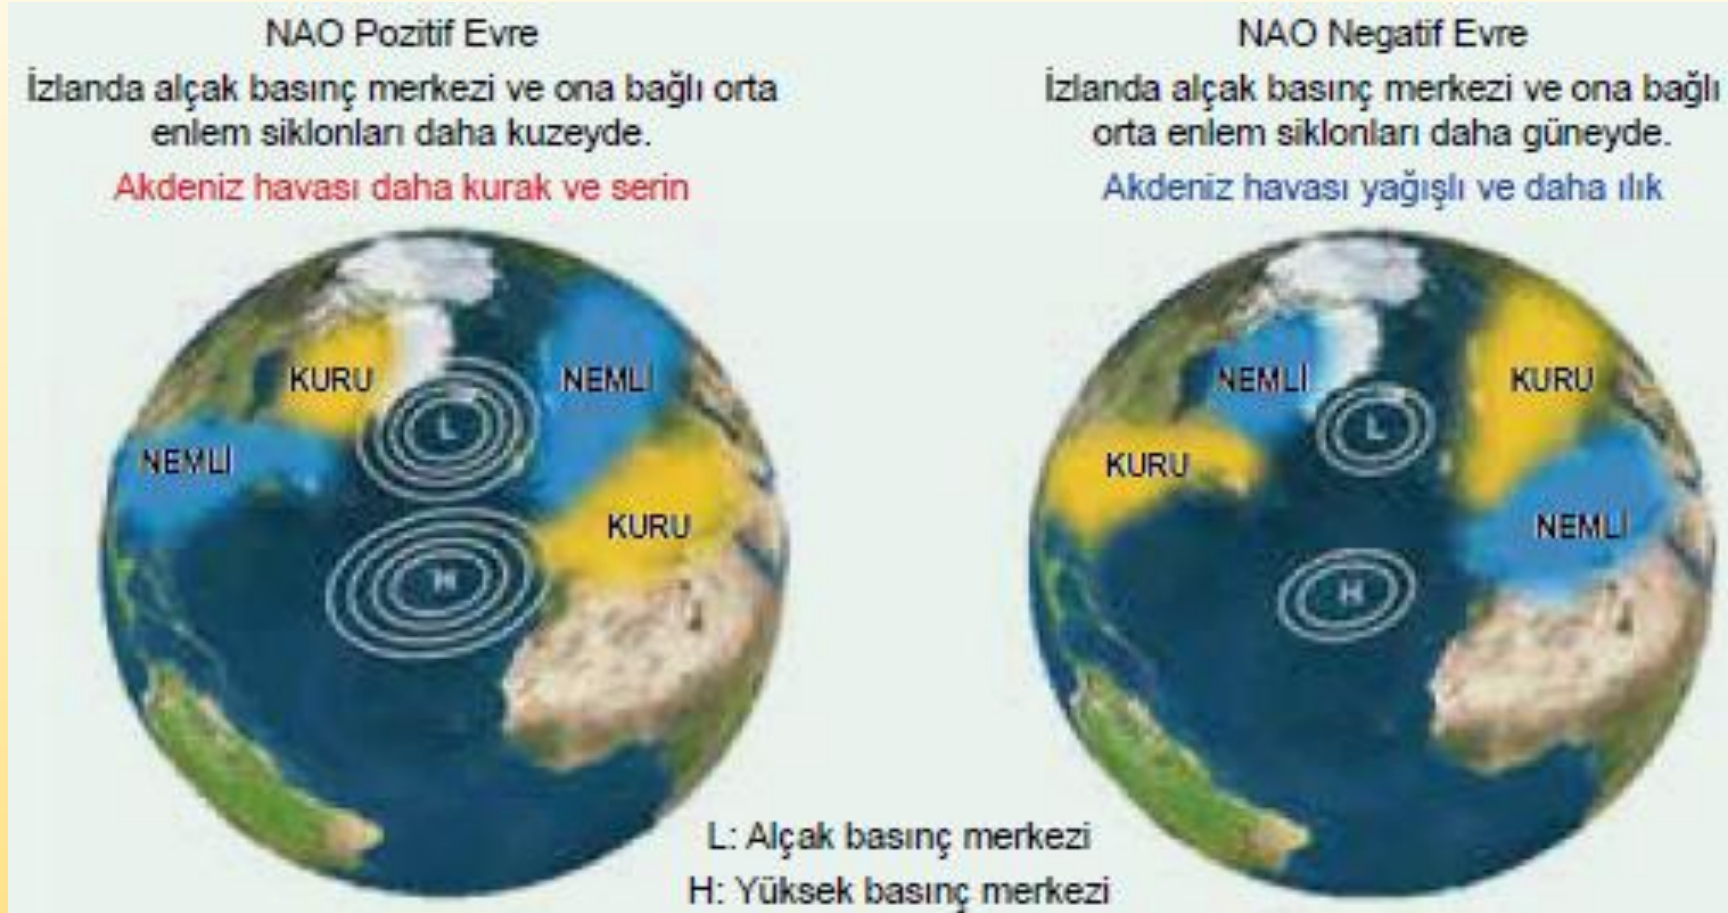 NAO Pozitif Evre
İzlanda alçak basınç merkezi ve ona bağlı orta
enlem siklonları daha kuzeyde.
Akdeniz havası daha kurak ve serin
KURU
NEMLİ
L
NEMLİ
KURU
H
NAO Negatif Evre
İzlanda alçak basınç merkezi ve ona bağlı
orta enlem siklonları daha güneyde.
Akdeniz havası yağışlı ve daha ılık
NEMLİ
KURU
L
KURU
NEMLİ
H
L: Alçak basınç merkezi
H: Yüksek basınç merkezi